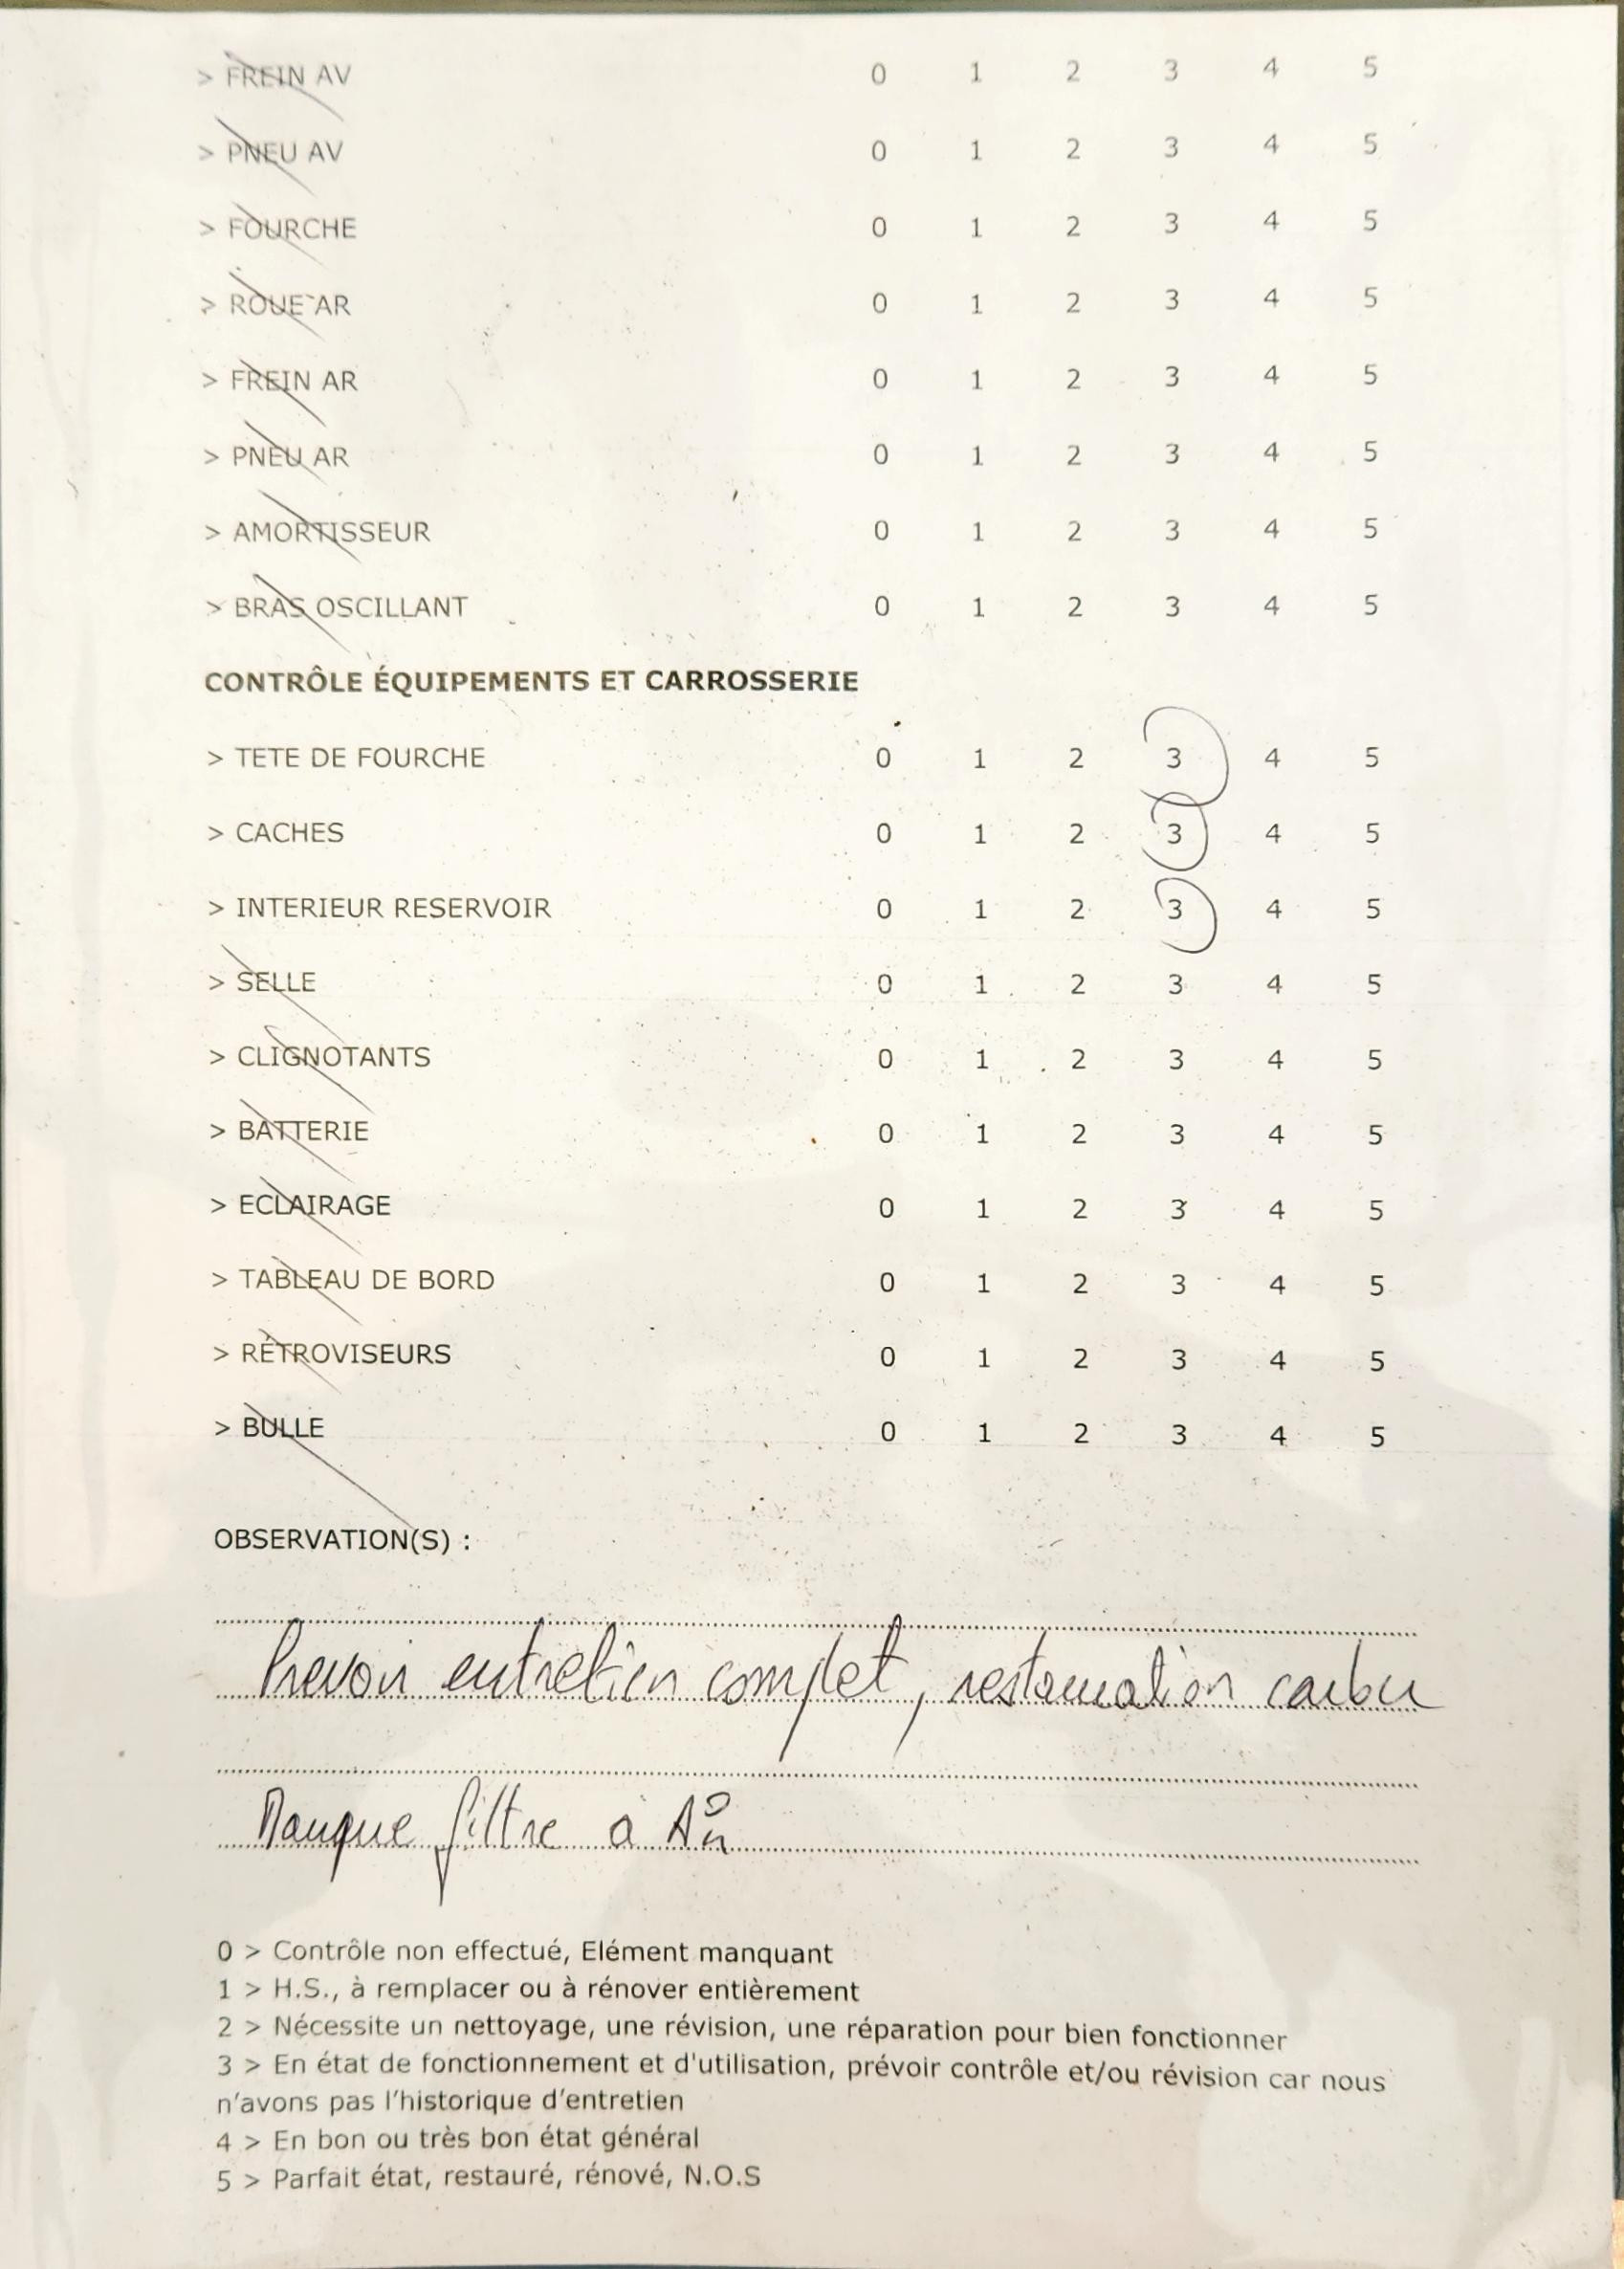 > FREIN AV 0 1 2 3 4 5
> PNEU AV 0 1 2 3 4 5
> FOURCHE 0 1 2 3 4 5
> ROUE AR 0 1 2 3 4 5
> FREIN AR 0 1 2 3 4 5
> PNEU AR 0 1 2 3 4 5
> AMORTISSEUR 0 1 2 3 4 5
> BRAS OSCILLANT 0 1 2 3 4 5
CONTRÔLE ÉQUIPEMENTS ET CARROSSERIE
> TETE DE FOURCHE 0 1 2 3 4 5
> CACHES 0 1 2 3 4 5
> INTERIEUR RESERVOIR 0 1 2 3 4 5
> SELLE 0 1 2 3 4 5
> CLIGNOTANTS 0 1 2 3 4 5
> BATTERIE 0 1 2 3 4 5
> ECLAIRAGE 0 1 2 3 4 5
> TABLEAU DE BORD 0 1 2 3 4 5
> RÉTROVISEURS 0 1 2 3 4 5
> BULLE 0 1 2 3 4 5
OBSERVATION(S) :
Prevoir entretien complet, restauration carbu
Manque filtre a Air
0 > Contrôle non effectué, Elément manquant
1 > H.S., à remplacer ou à rénover entièrement
2 > Nécessite un nettoyage, une révision, une réparation pour bien fonctionner
3 > En état de fonctionnement et d'utilisation, prévoir contrôle et/ou révision car nous
n'avons pas l'historique d'entretien
4 > En bon ou très bon état général
5 > Parfait état, restauré, rénové, N.O.S